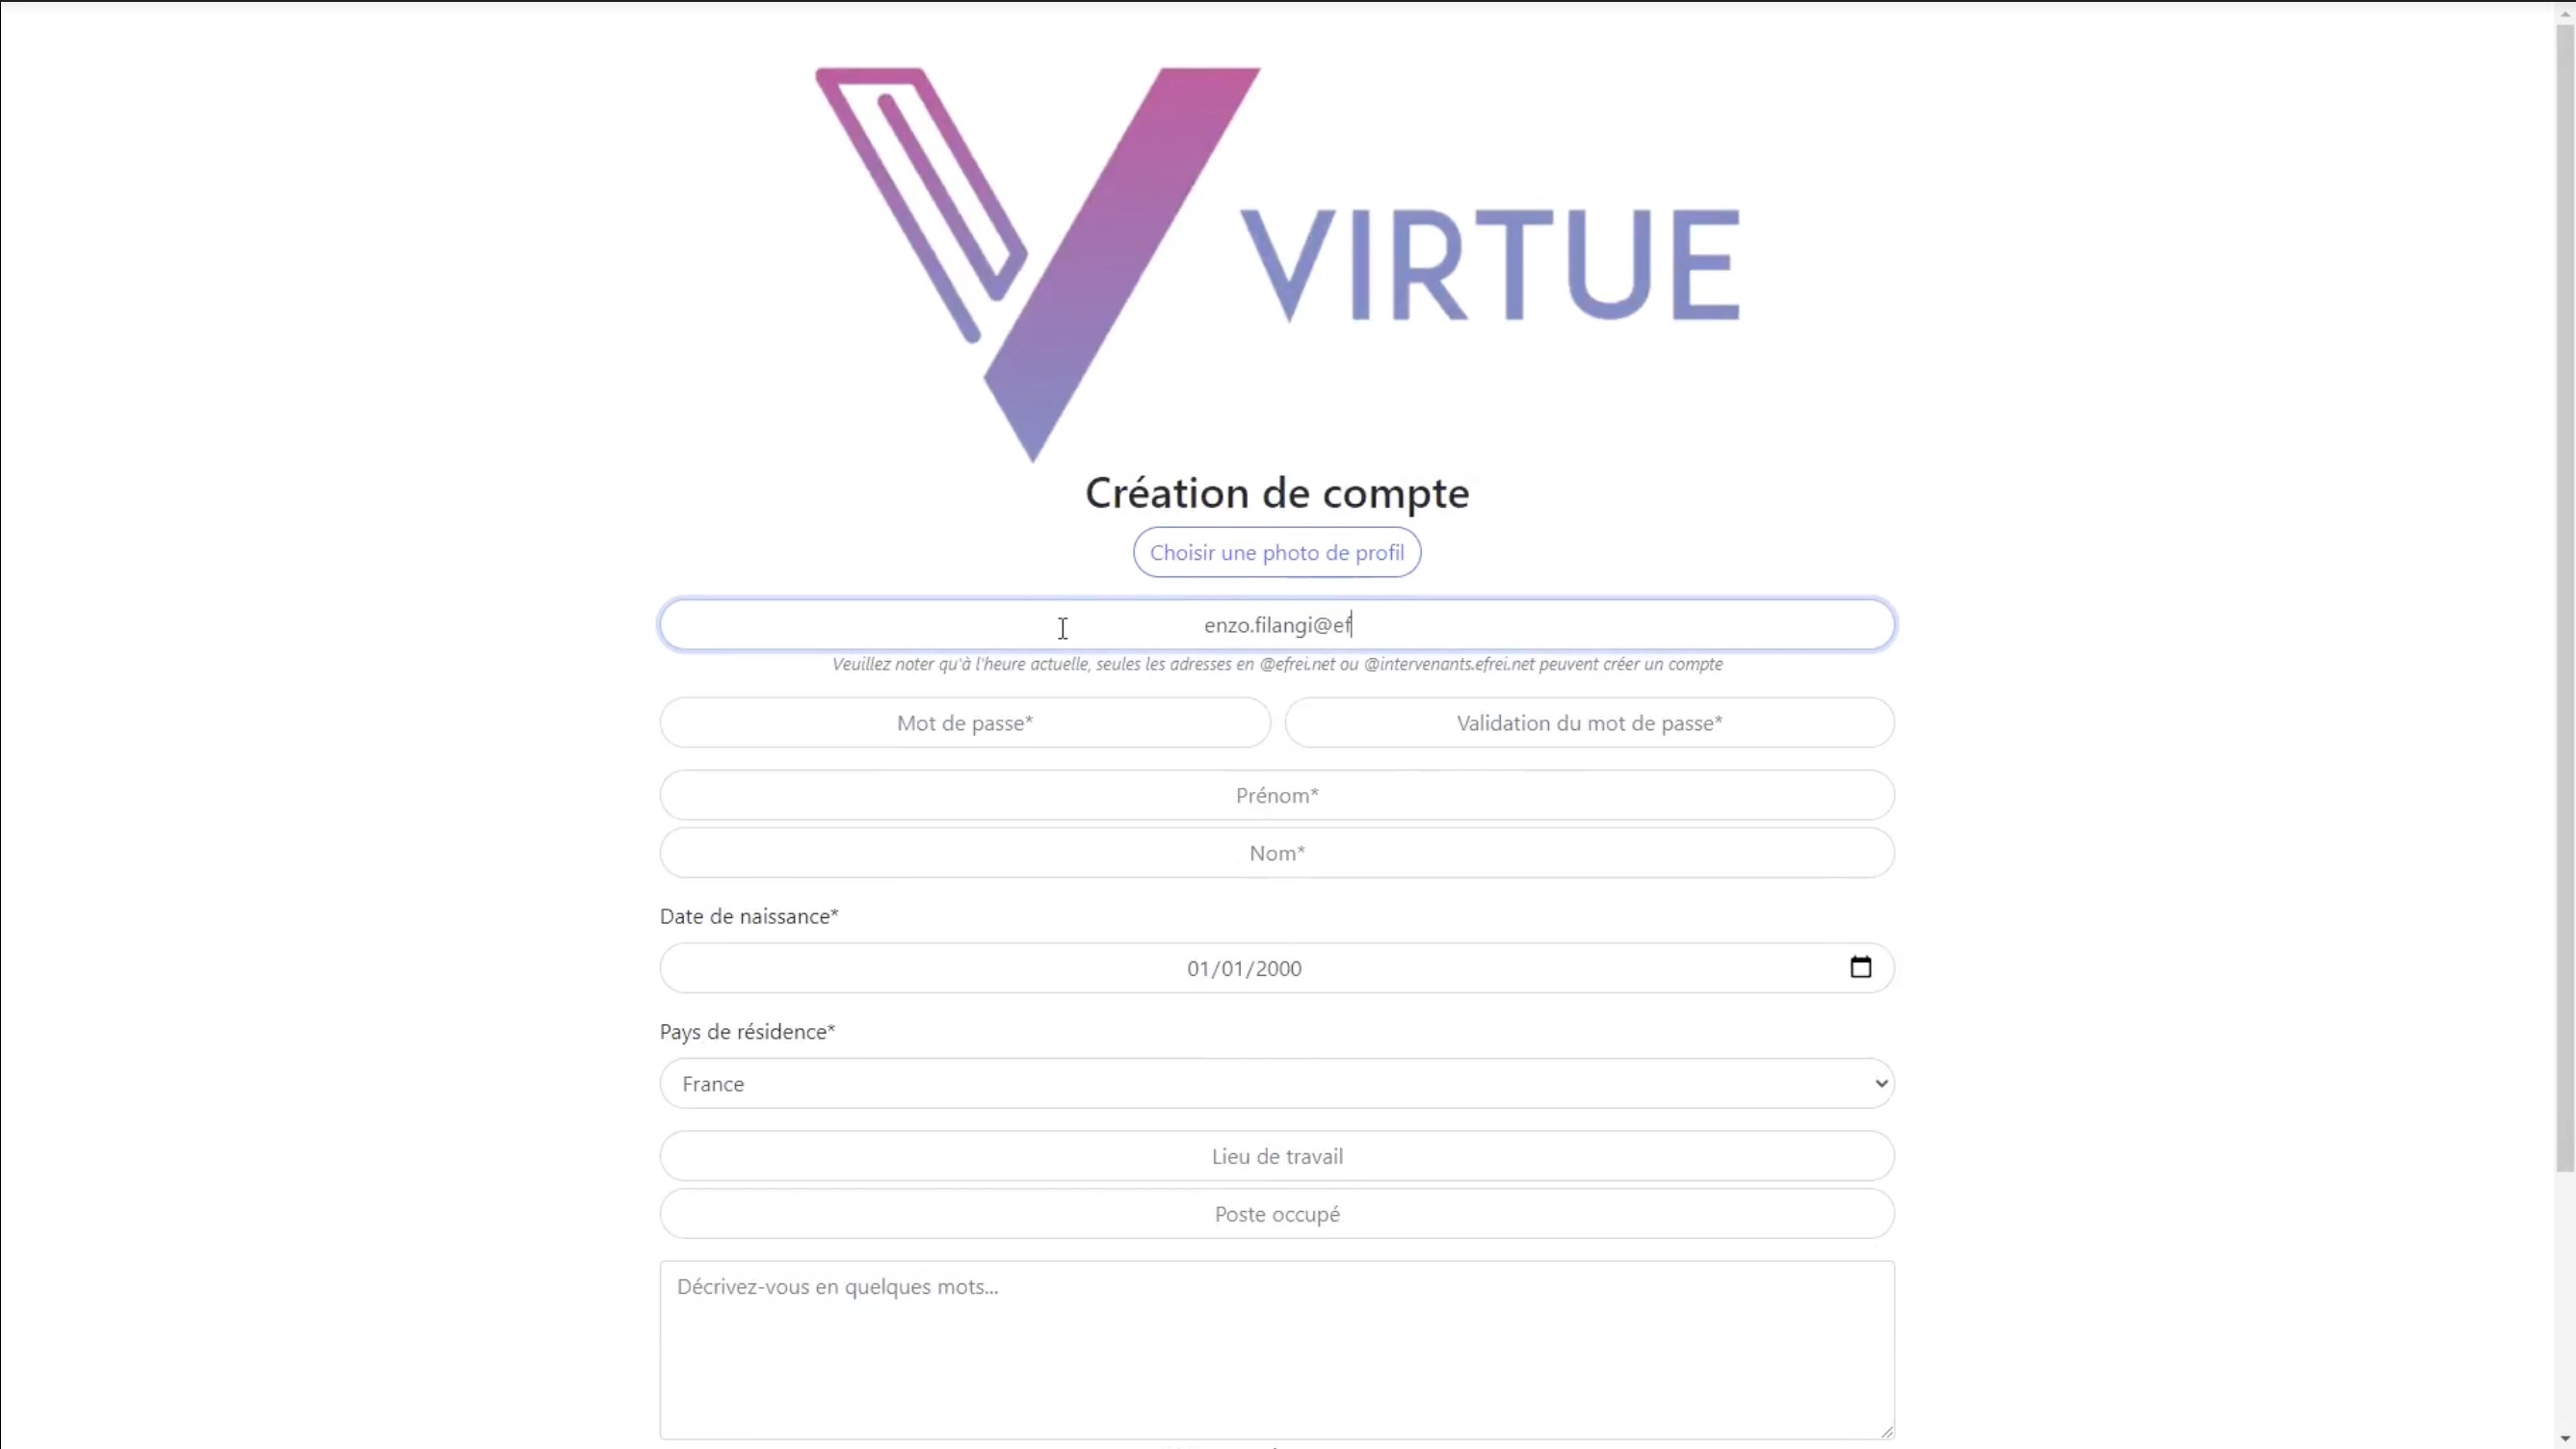 VIRTUE
Création de compte
Choisir une photo de profil
enzo.filangi@ef
Veuillez noter qu'à l'heure actuelle, seules les adresses en @efrei.net ou @intervenants.efrei.net peuvent créer un compte
Mot de passe* Validation du mot de passe*
Prénom*
Nom*
Date de naissance*
01/01/2000
Pays de résidence*
France
Lieu de travail
Poste occupé
Décrivez-vous en quelques mots...